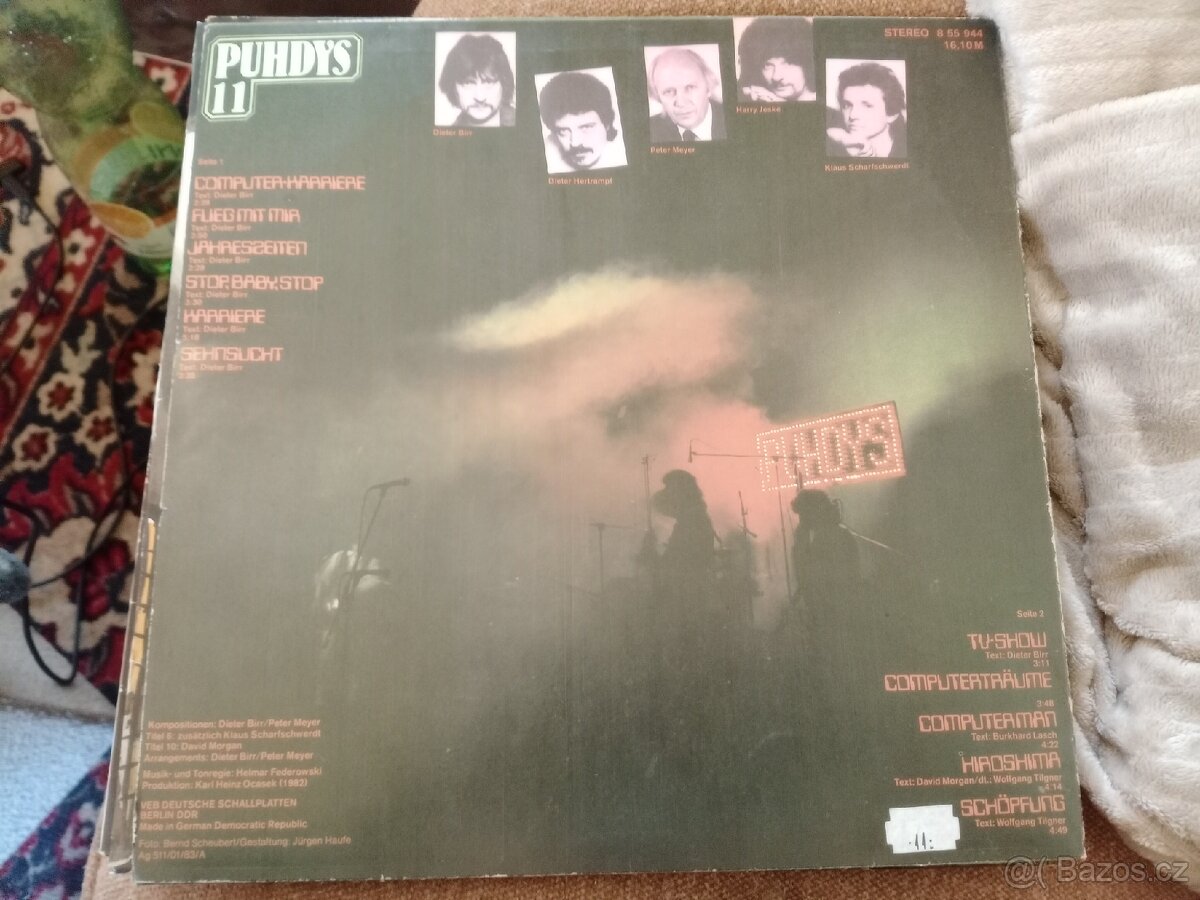 PUHDYS
11
STEREO 8 55 944
16,10 M
Dieter Birr
Dieter Hertrampf
Peter Meyer
Harry Jeske
Klaus Scharfschwerdt
Seite 1
COMPUTER-KARRIERE
Text: Dieter Birr
FLIEG MIT MIR
Text: Dieter Birr
JAHRESZEITEN
Text: Dieter Birr
STOP, BABY, STOP
Text: Dieter Birr
KARRIERE
Text: Dieter Birr
SEHNSUCHT
Text: Dieter Birr
PUHDYS
Seite 2
TV-SHOW
Text: Dieter Birr
3:11
COMPUTERTRÄUME
3:48
COMPUTERMAN
Text: Burkhard Lasch
4:22
HIROSHIMA
Text: David Morgan/dt.: Wolfgang Tilgner
4:14
SCHÖPFUNG
Text: Wolfgang Tilgner
4:49
Kompositionen: Dieter Birr/Peter Meyer
Titel 6: zusätzlich Klaus Scharfschwerdt
Titel 10: David Morgan
Arrangements: Dieter Birr/Peter Meyer
Musik- und Tonregie: Helmar Federowski
Produktion: Karl Heinz Ocasek (1982)
VEB DEUTSCHE SCHALLPLATTEN
BERLIN DDR
Made in German Democratic Republic
Foto: Bernd Scheubert/Gestaltung: Jürgen Haufe
Ag 511/01/83/A
11:
@( Bazos.cz